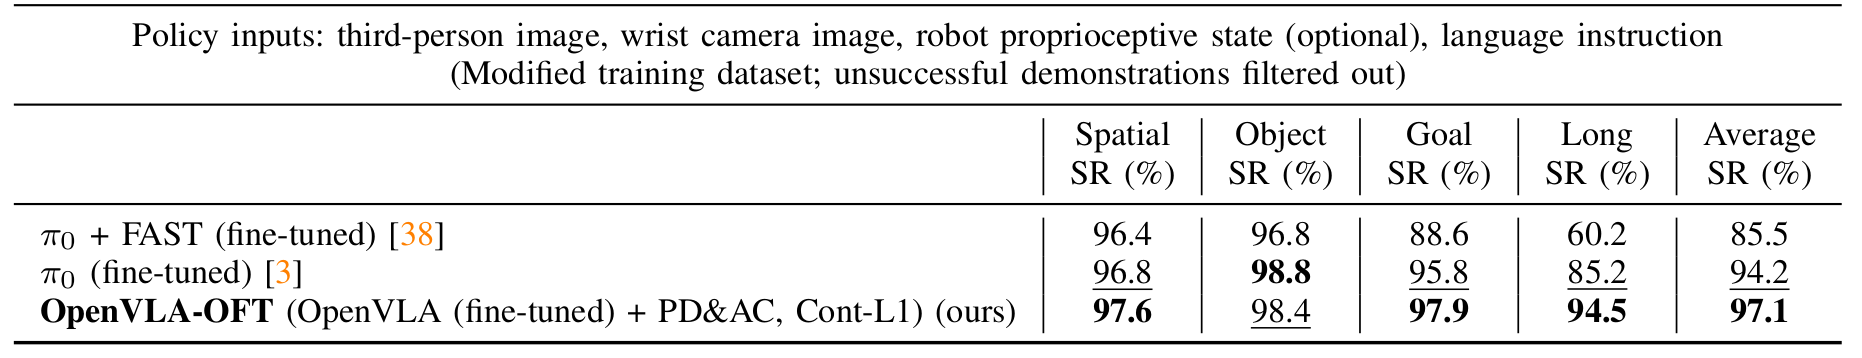 Policy inputs: third-person image, wrist camera image, robot proprioceptive state (optional), language instruction
(Modified training dataset; unsuccessful demonstrations filtered out)
Spatial Object Goal Long Average
SR (%) SR (%) SR (%) SR (%) SR (%)
π0 + FAST (fine-tuned) [38] 96.4 96.8 88.6 60.2 85.5
π0 (fine-tuned) [3] 96.8 98.8 95.8 85.2 94.2
OpenVLA-OFT (OpenVLA (fine-tuned) + PD&AC, Cont-L1) (ours) 97.6 98.4 97.9 94.5 97.1